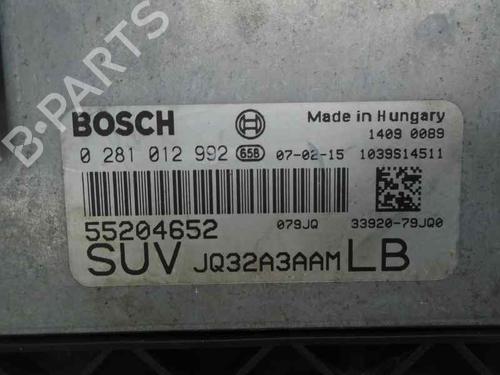 B-PARTS
BOSCH Made in Hungary
1409 0089
0 281 012 992 658 07-02-15 1039S14511
55204652 079JQ 33920-79JQ0
SUV JQ32A3AAM LB